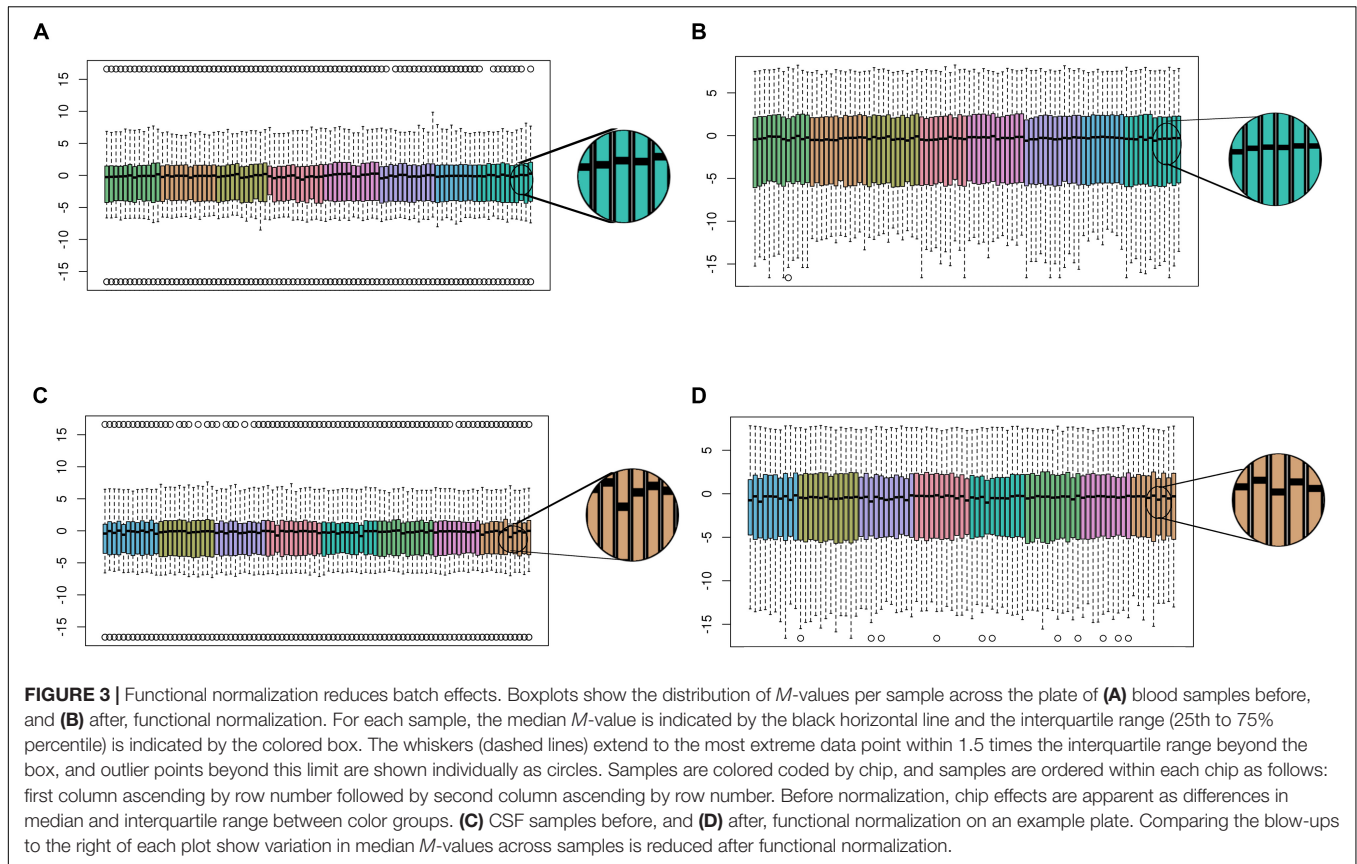 A
15
10
5
0
-5
-10
-15
B
5
0
-5
-10
-15
C
15
10
5
0
-5
-10
-15
D
5
0
-5
-10
-15
FIGURE 3 | Functional normalization reduces batch effects. Boxplots show the distribution of M-values per sample across the plate of (A) blood samples before,
and (B) after, functional normalization. For each sample, the median M-value is indicated by the black horizontal line and the interquartile range (25th to 75%
percentile) is indicated by the colored box. The whiskers (dashed lines) extend to the most extreme data point within 1.5 times the interquartile range beyond the
box, and outlier points beyond this limit are shown individually as circles. Samples are colored coded by chip, and samples are ordered within each chip as follows:
first column ascending by row number followed by second column ascending by row number. Before normalization, chip effects are apparent as differences in
median and interquartile range between color groups. (C) CSF samples before, and (D) after, functional normalization on an example plate. Comparing the blow-ups
to the right of each plot show variation in median M-values across samples is reduced after functional normalization.